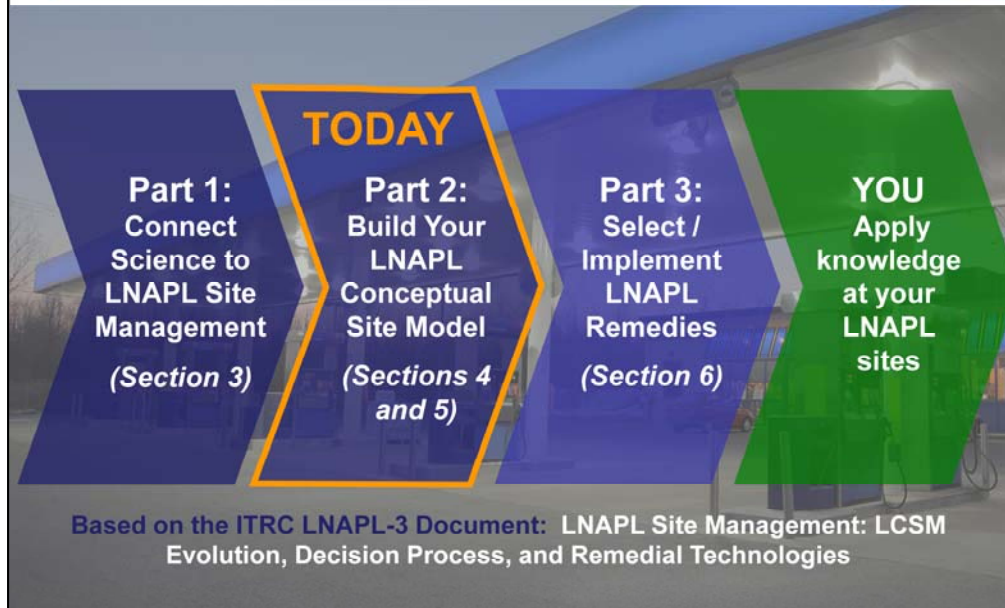 TODAY
Part 1:
Connect
Science to
LNAPL Site
Management
(Section 3)
Part 2:
Build Your
LNAPL
Conceptual
Site Model
(Sections 4
and 5)
Part 3:
Select /
Implement
LNAPL
Remedies
(Section 6)
YOU
Apply
knowledge
at your
LNAPL
sites
Based on the ITRC LNAPL-3 Document: LNAPL Site Management: LCSM
Evolution, Decision Process, and Remedial Technologies